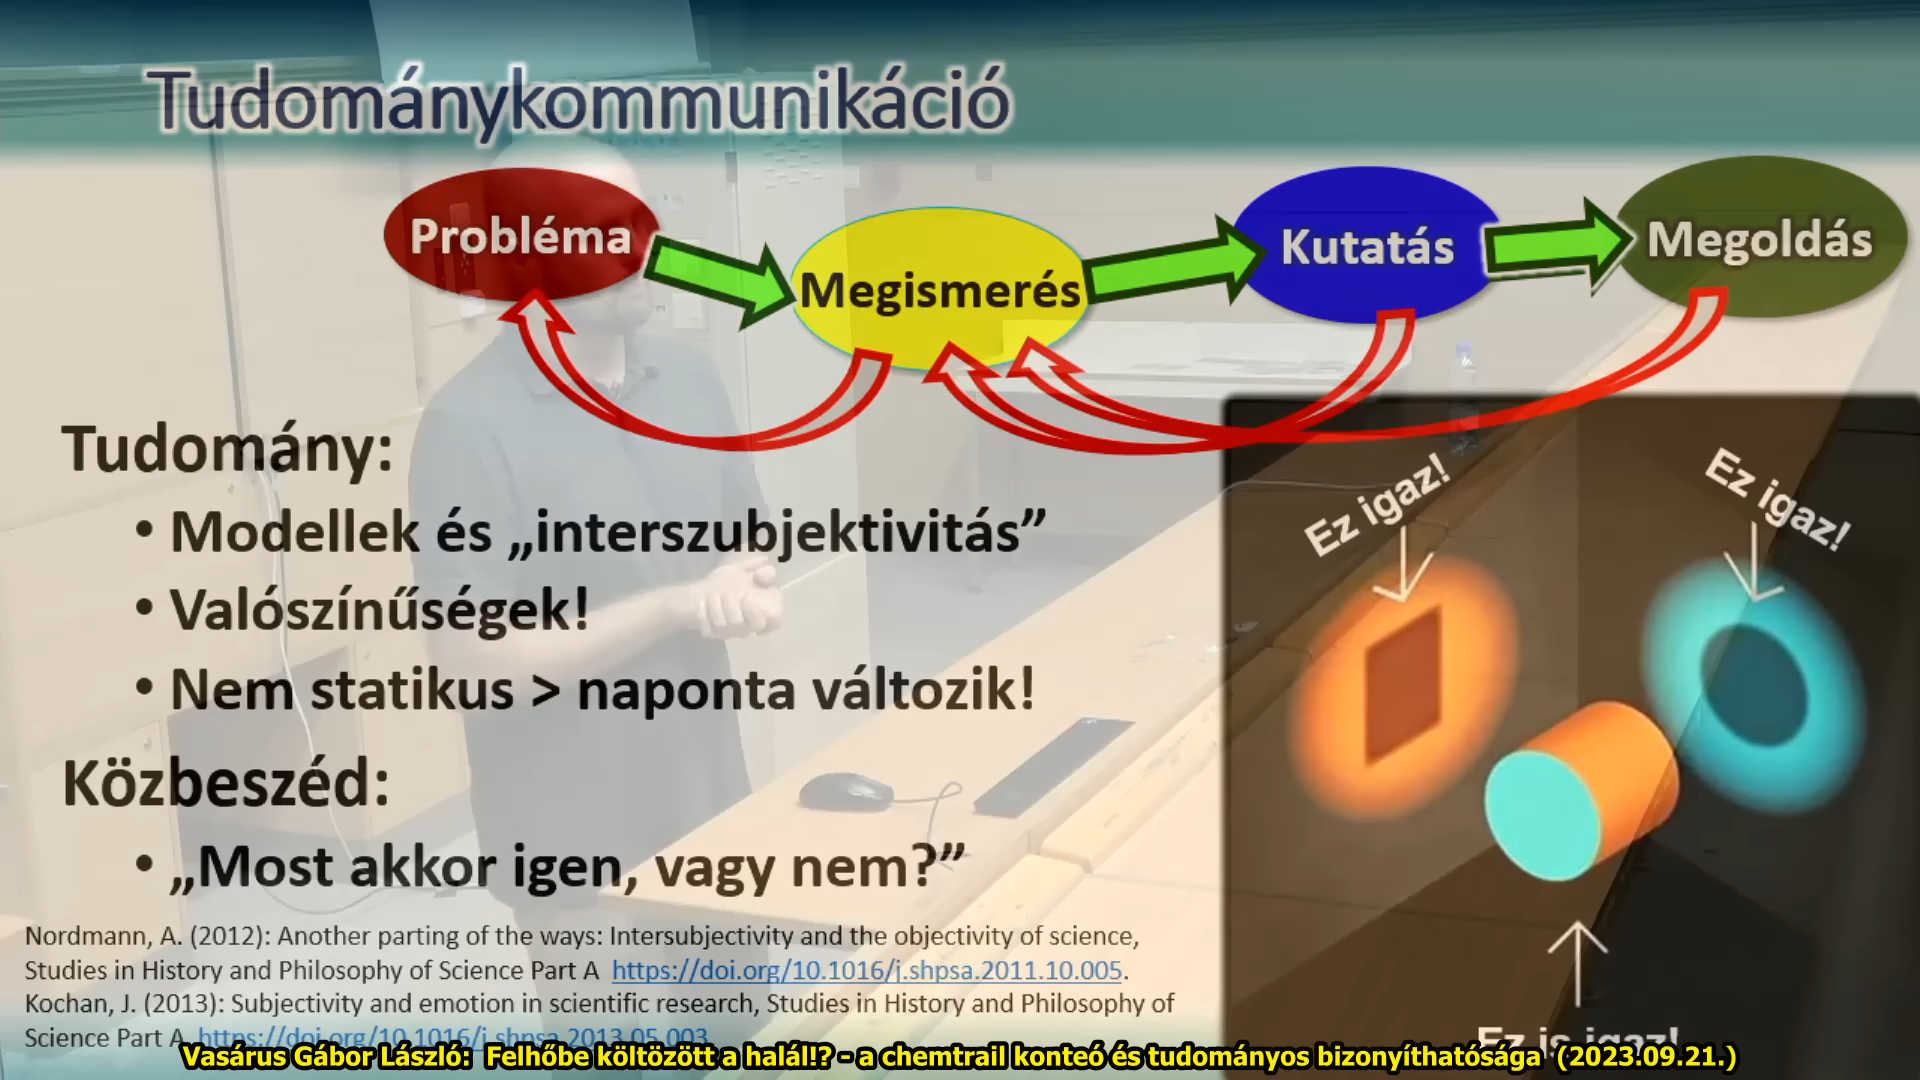 Tudománykommunikáció
Probléma
Megismerés
Kutatás
Megoldás
Tudomány:
• Modellek és „interszubjektivitás”
• Valószínűségek!
• Nem statikus > naponta változik!
Közbeszéd:
• „Most akkor igen, vagy nem?”
Ez igaz!
Ez igaz!
Ez is igaz!
Nordmann, A. (2012): Another parting of the ways: Intersubjectivity and the objectivity of science,
Studies in History and Philosophy of Science Part A https://doi.org/10.1016/j.shpsa.2011.10.005.
Kochan, J. (2013): Subjectivity and emotion in scientific research, Studies in History and Philosophy of
Science Part A https://doi.org/10.1016/j.shpsa.2013.05.003
Vasárus Gábor László: Felhőbe költözött a halál!? - a chemtrail konteó és tudományos bizonyíthatósága (2023.09.21.)